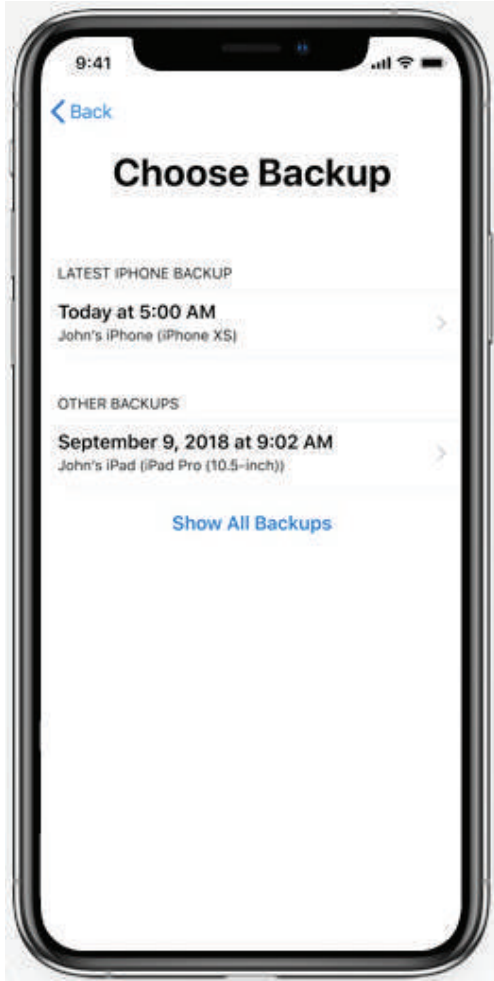 9:41
Back
Choose Backup
LATEST IPHONE BACKUP
Today at 5:00 AM
John's iPhone (iPhone XS)
OTHER BACKUPS
September 9, 2018 at 9:02 AM
John's iPad (iPad Pro (10.5-inch))
Show All Backups